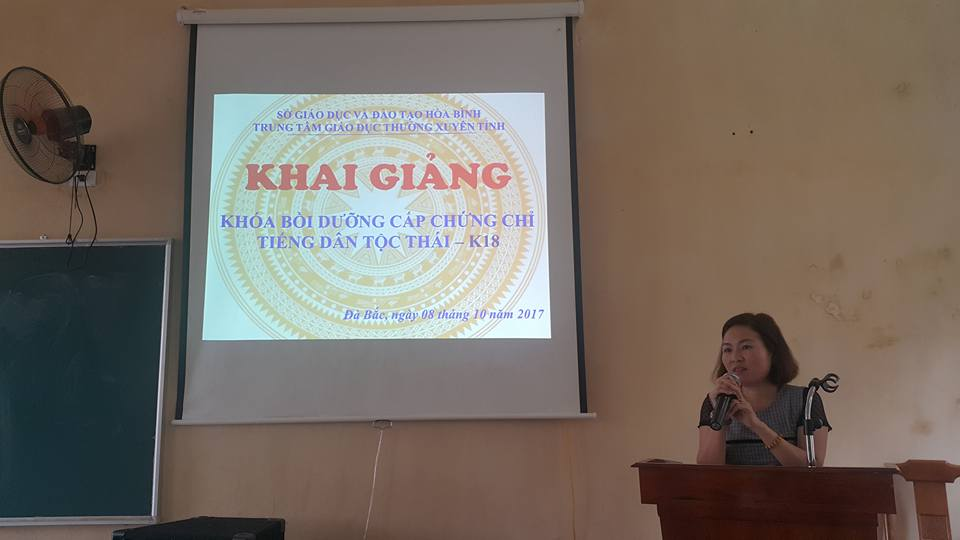 SỞ GIÁO DỤC VÀ ĐÀO TẠO HÒA BÌNH
TRUNG TÂM GIÁO DỤC THƯỜNG XUYÊN TỈNH
KHAI GIẢNG
KHÓA BỒI DƯỠNG CẤP CHỨNG CHỈ
TIẾNG DÂN TỘC THÁI – K18
Đà Bắc, ngày 08 tháng 10 năm 2017